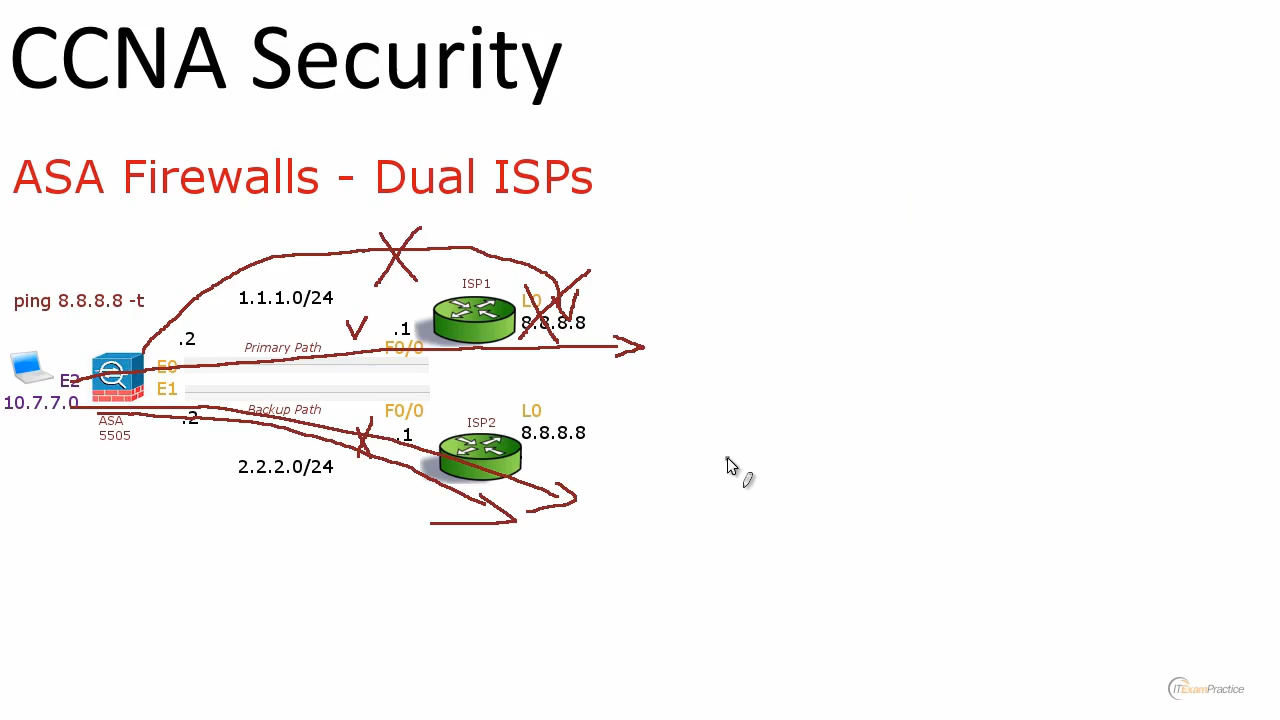 CCNA Security
ASA Firewalls - Dual ISPs
ISP1
ping 8.8.8.8 -t
1.1.1.0/24
L0
8.8.8.8
.1
.2
Primary Path
F0/0
E0
E2
E1
10.7.7.0
Backup Path
F0/0
L0
.2
ASA
5505
ISP2
.1
8.8.8.8
2.2.2.0/24
ITExamPractice